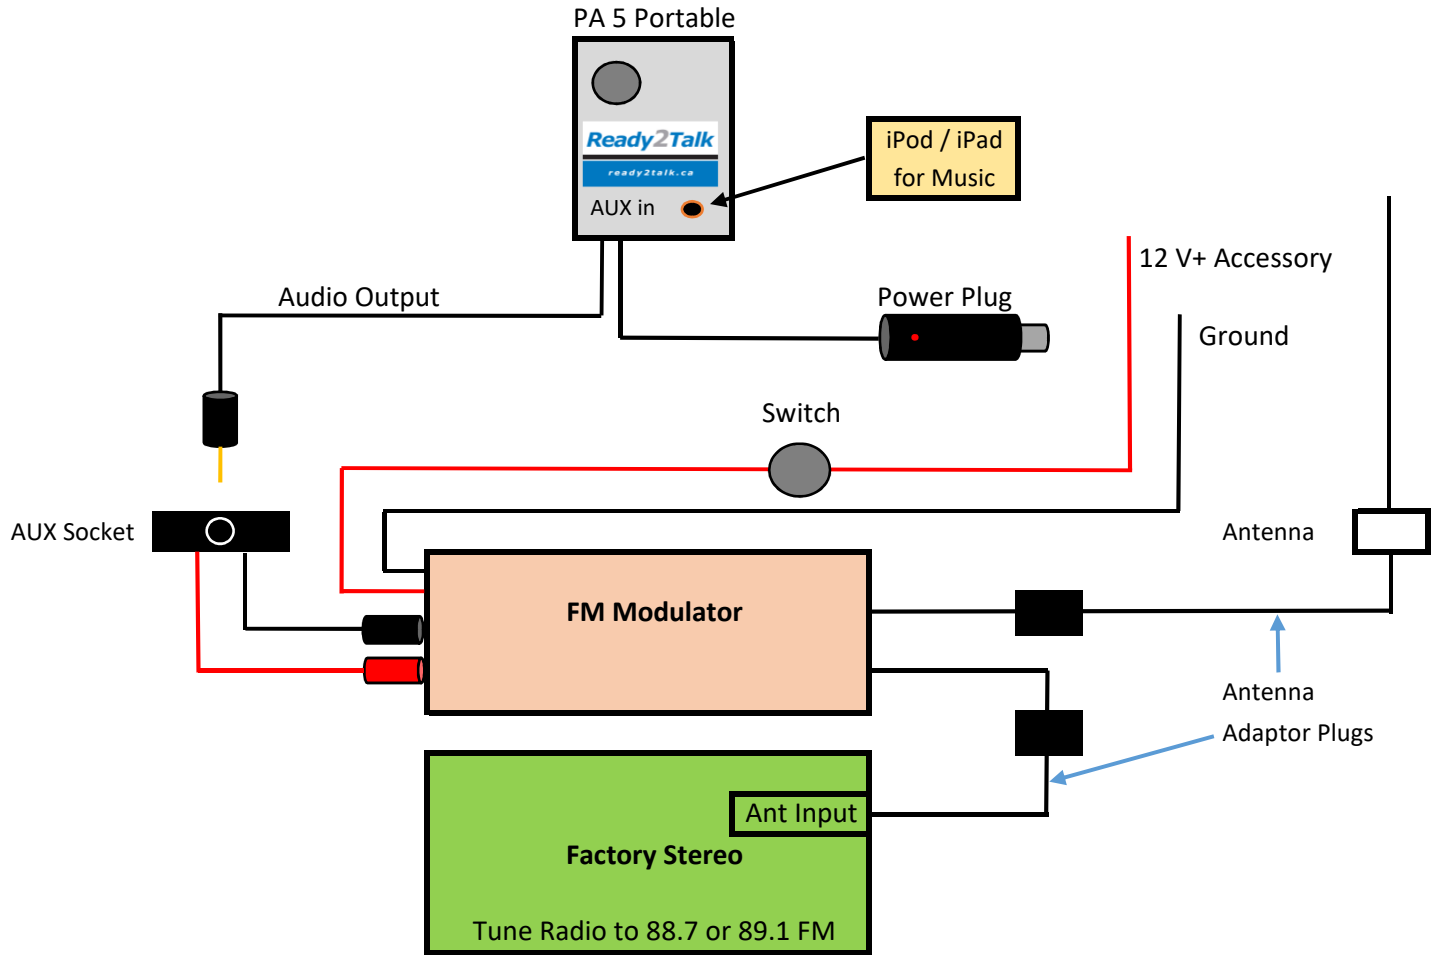 PA 5 Portable
Ready2Talk
ready2talk.ca
AUX in
iPod / iPad
for Music
12 V+ Accessory
Audio Output
Power Plug
Ground
Switch
AUX Socket
Antenna
FM Modulator
Antenna
Adaptor Plugs
Ant Input
Factory Stereo
Tune Radio to 88.7 or 89.1 FM